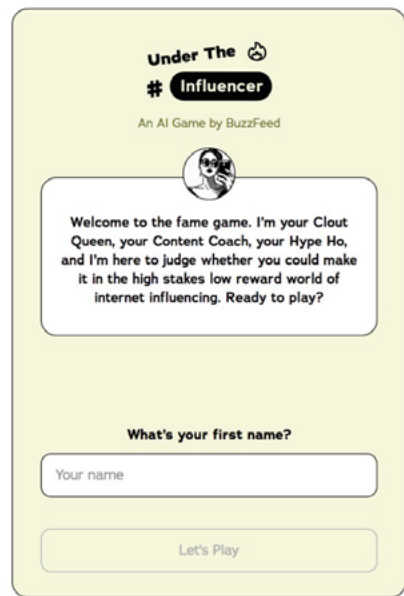 Under The
# Influencer
An AI Game by BuzzFeed
Welcome to the fame game. I'm your Clout
Queen, your Content Coach, your Hype Ho,
and I'm here to judge whether you could make
it in the high stakes low reward world of
internet influencing. Ready to play?
What's your first name?
Your name
Let's Play